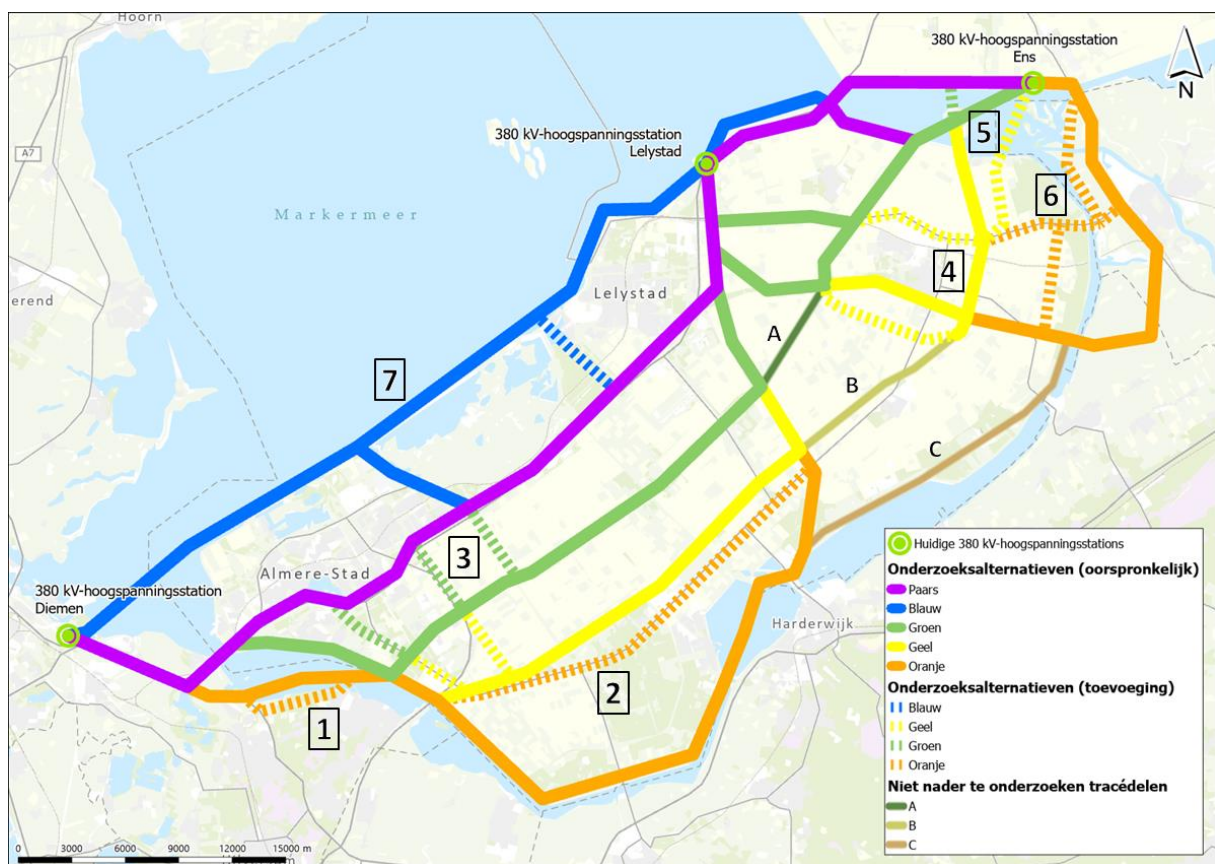 Hoorn
380 kV-hoogspanningsstation
Ens
N
380 kV-hoogspanningsstation
Lelystad
5
A7
6
Markermeer
4
erend
Lelystad
A
7
B
C
3
Almere-Stad
380 kV-hoogspanningsstation
Diemen
Harderwijk
2
1
Huidige 380 kV-hoogspanningsstations
Onderzoeksalternatieven (oorspronkelijk)
Paars
Blauw
Groen
Geel
Oranje
Onderzoeksalternatieven (toevoeging)
Blauw
Geel
Groen
Oranje
Niet nader te onderzoeken tracédelen
A
B
C
0 3000 6000 9000 12000 15000 m